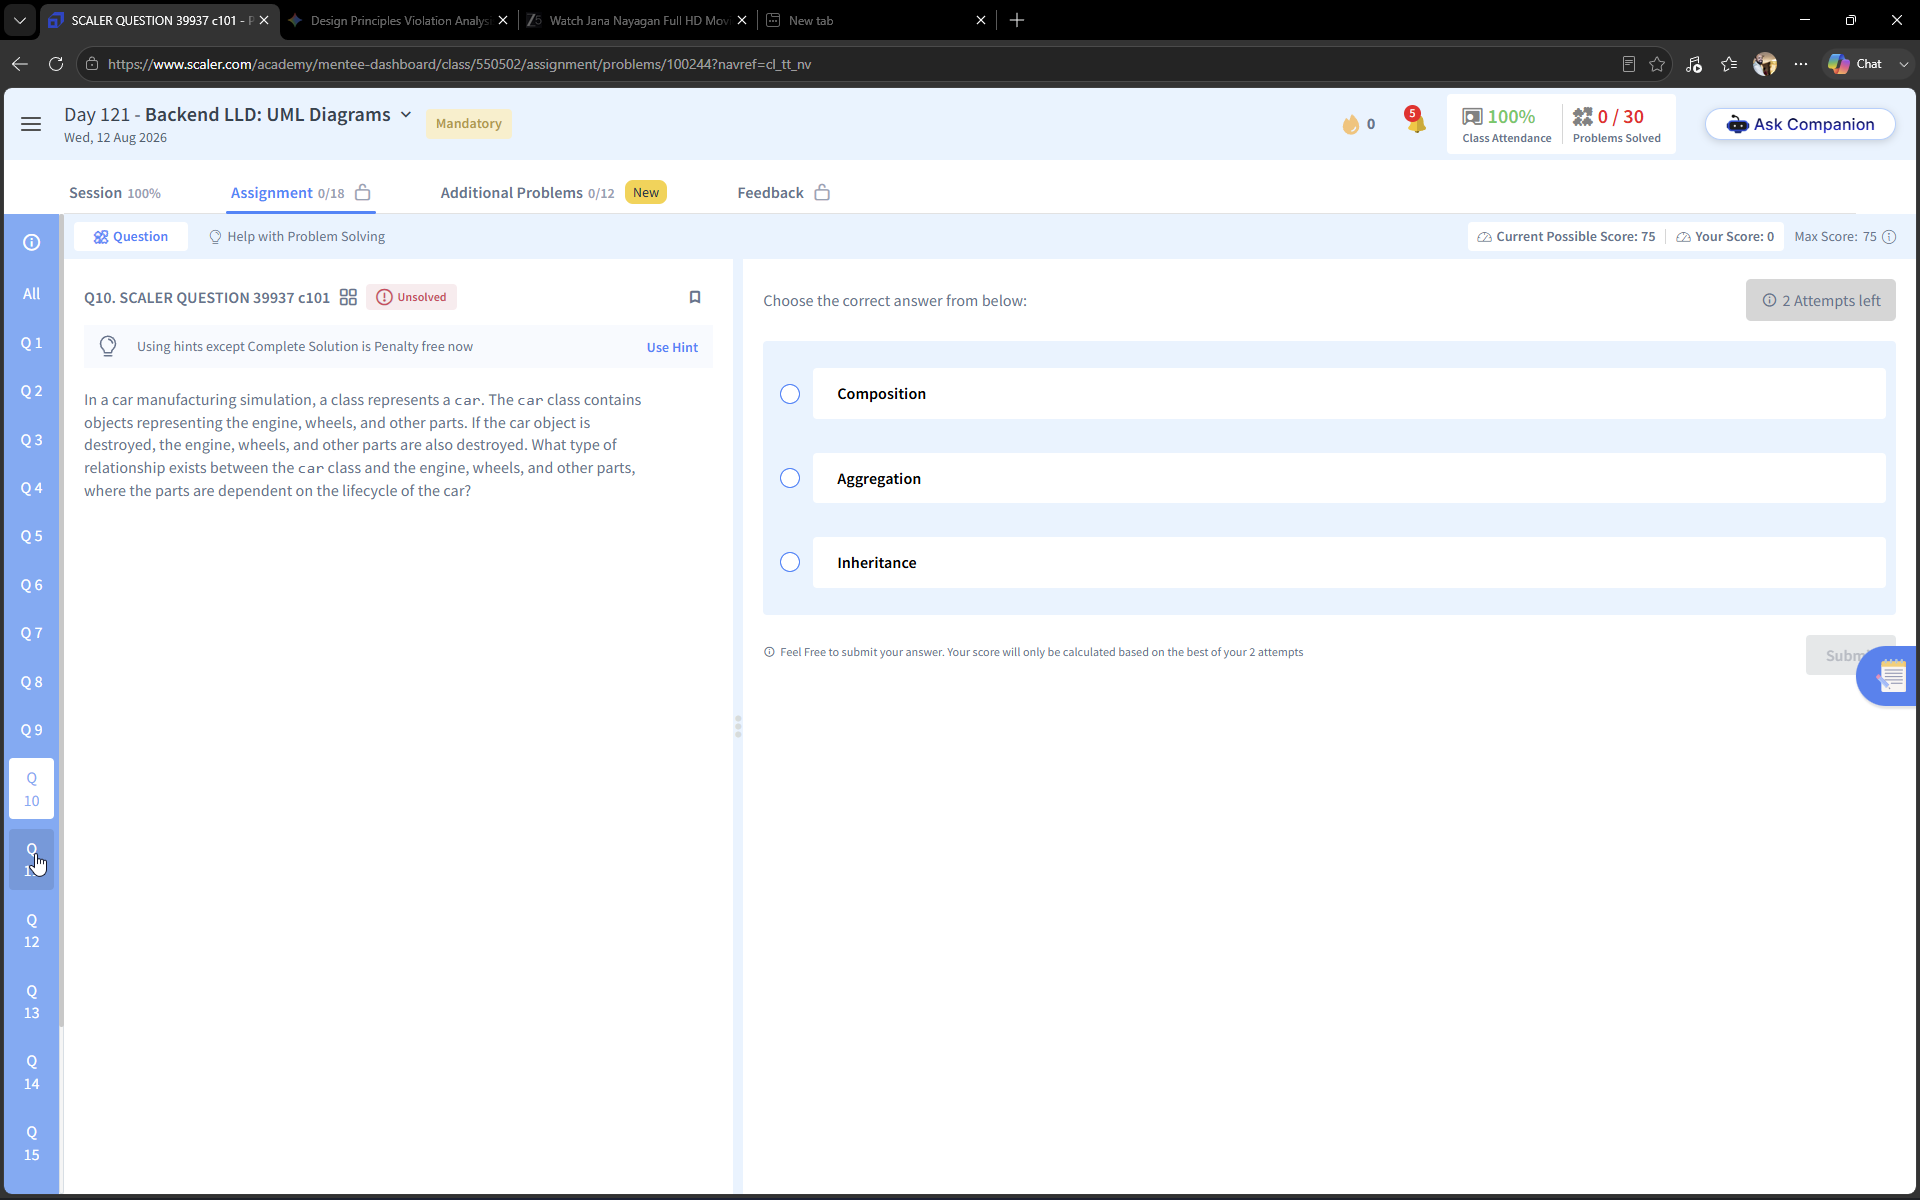 SCALER QUESTION 39937 c101 - P
Design Principles Violation Analys
Watch Jana Nayagan Full HD Mov
New tab
https://www.scaler.com/academy/mentee-dashboard/class/550502/assignment/problems/100244?navref=cl_tt_nv
Chat
Day 121 - Backend LLD: UML Diagrams
Wed, 12 Aug 2026
Mandatory
0
5
100%
Class Attendance
0 / 30
Problems Solved
Ask Companion
Session 100%
Assignment 0/18
Additional Problems 0/12
New
Feedback
Question
Help with Problem Solving
Current Possible Score: 75
Your Score: 0
Max Score: 75
All
Q 1
Q 2
Q 3
Q 4
Q 5
Q 6
Q 7
Q 8
Q 9
Q
10
Q
Q
12
Q
13
Q
14
Q
15
Q10. SCALER QUESTION 39937 c101
Unsolved
Using hints except Complete Solution is Penalty free now
Use Hint
In a car manufacturing simulation, a class represents a car. The car class contains
objects representing the engine, wheels, and other parts. If the car object is
destroyed, the engine, wheels, and other parts are also destroyed. What type of
relationship exists between the car class and the engine, wheels, and other parts,
where the parts are dependent on the lifecycle of the car?
Choose the correct answer from below:
2 Attempts left
Composition
Aggregation
Inheritance
Feel Free to submit your answer. Your score will only be calculated based on the best of your 2 attempts